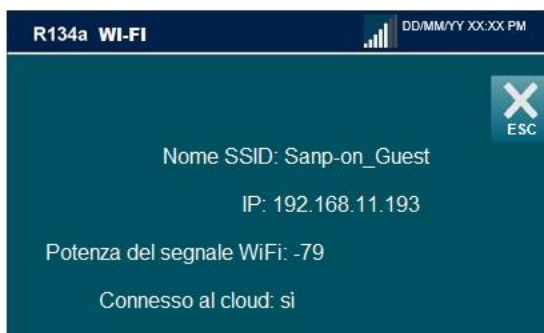 R134a WI-FI
DD/MM/YY XX:XX PM
ESC
Nome SSID: Sanp-on_Guest
IP: 192.168.11.193
Potenza del segnale WiFi: -79
Connesso al cloud: sì